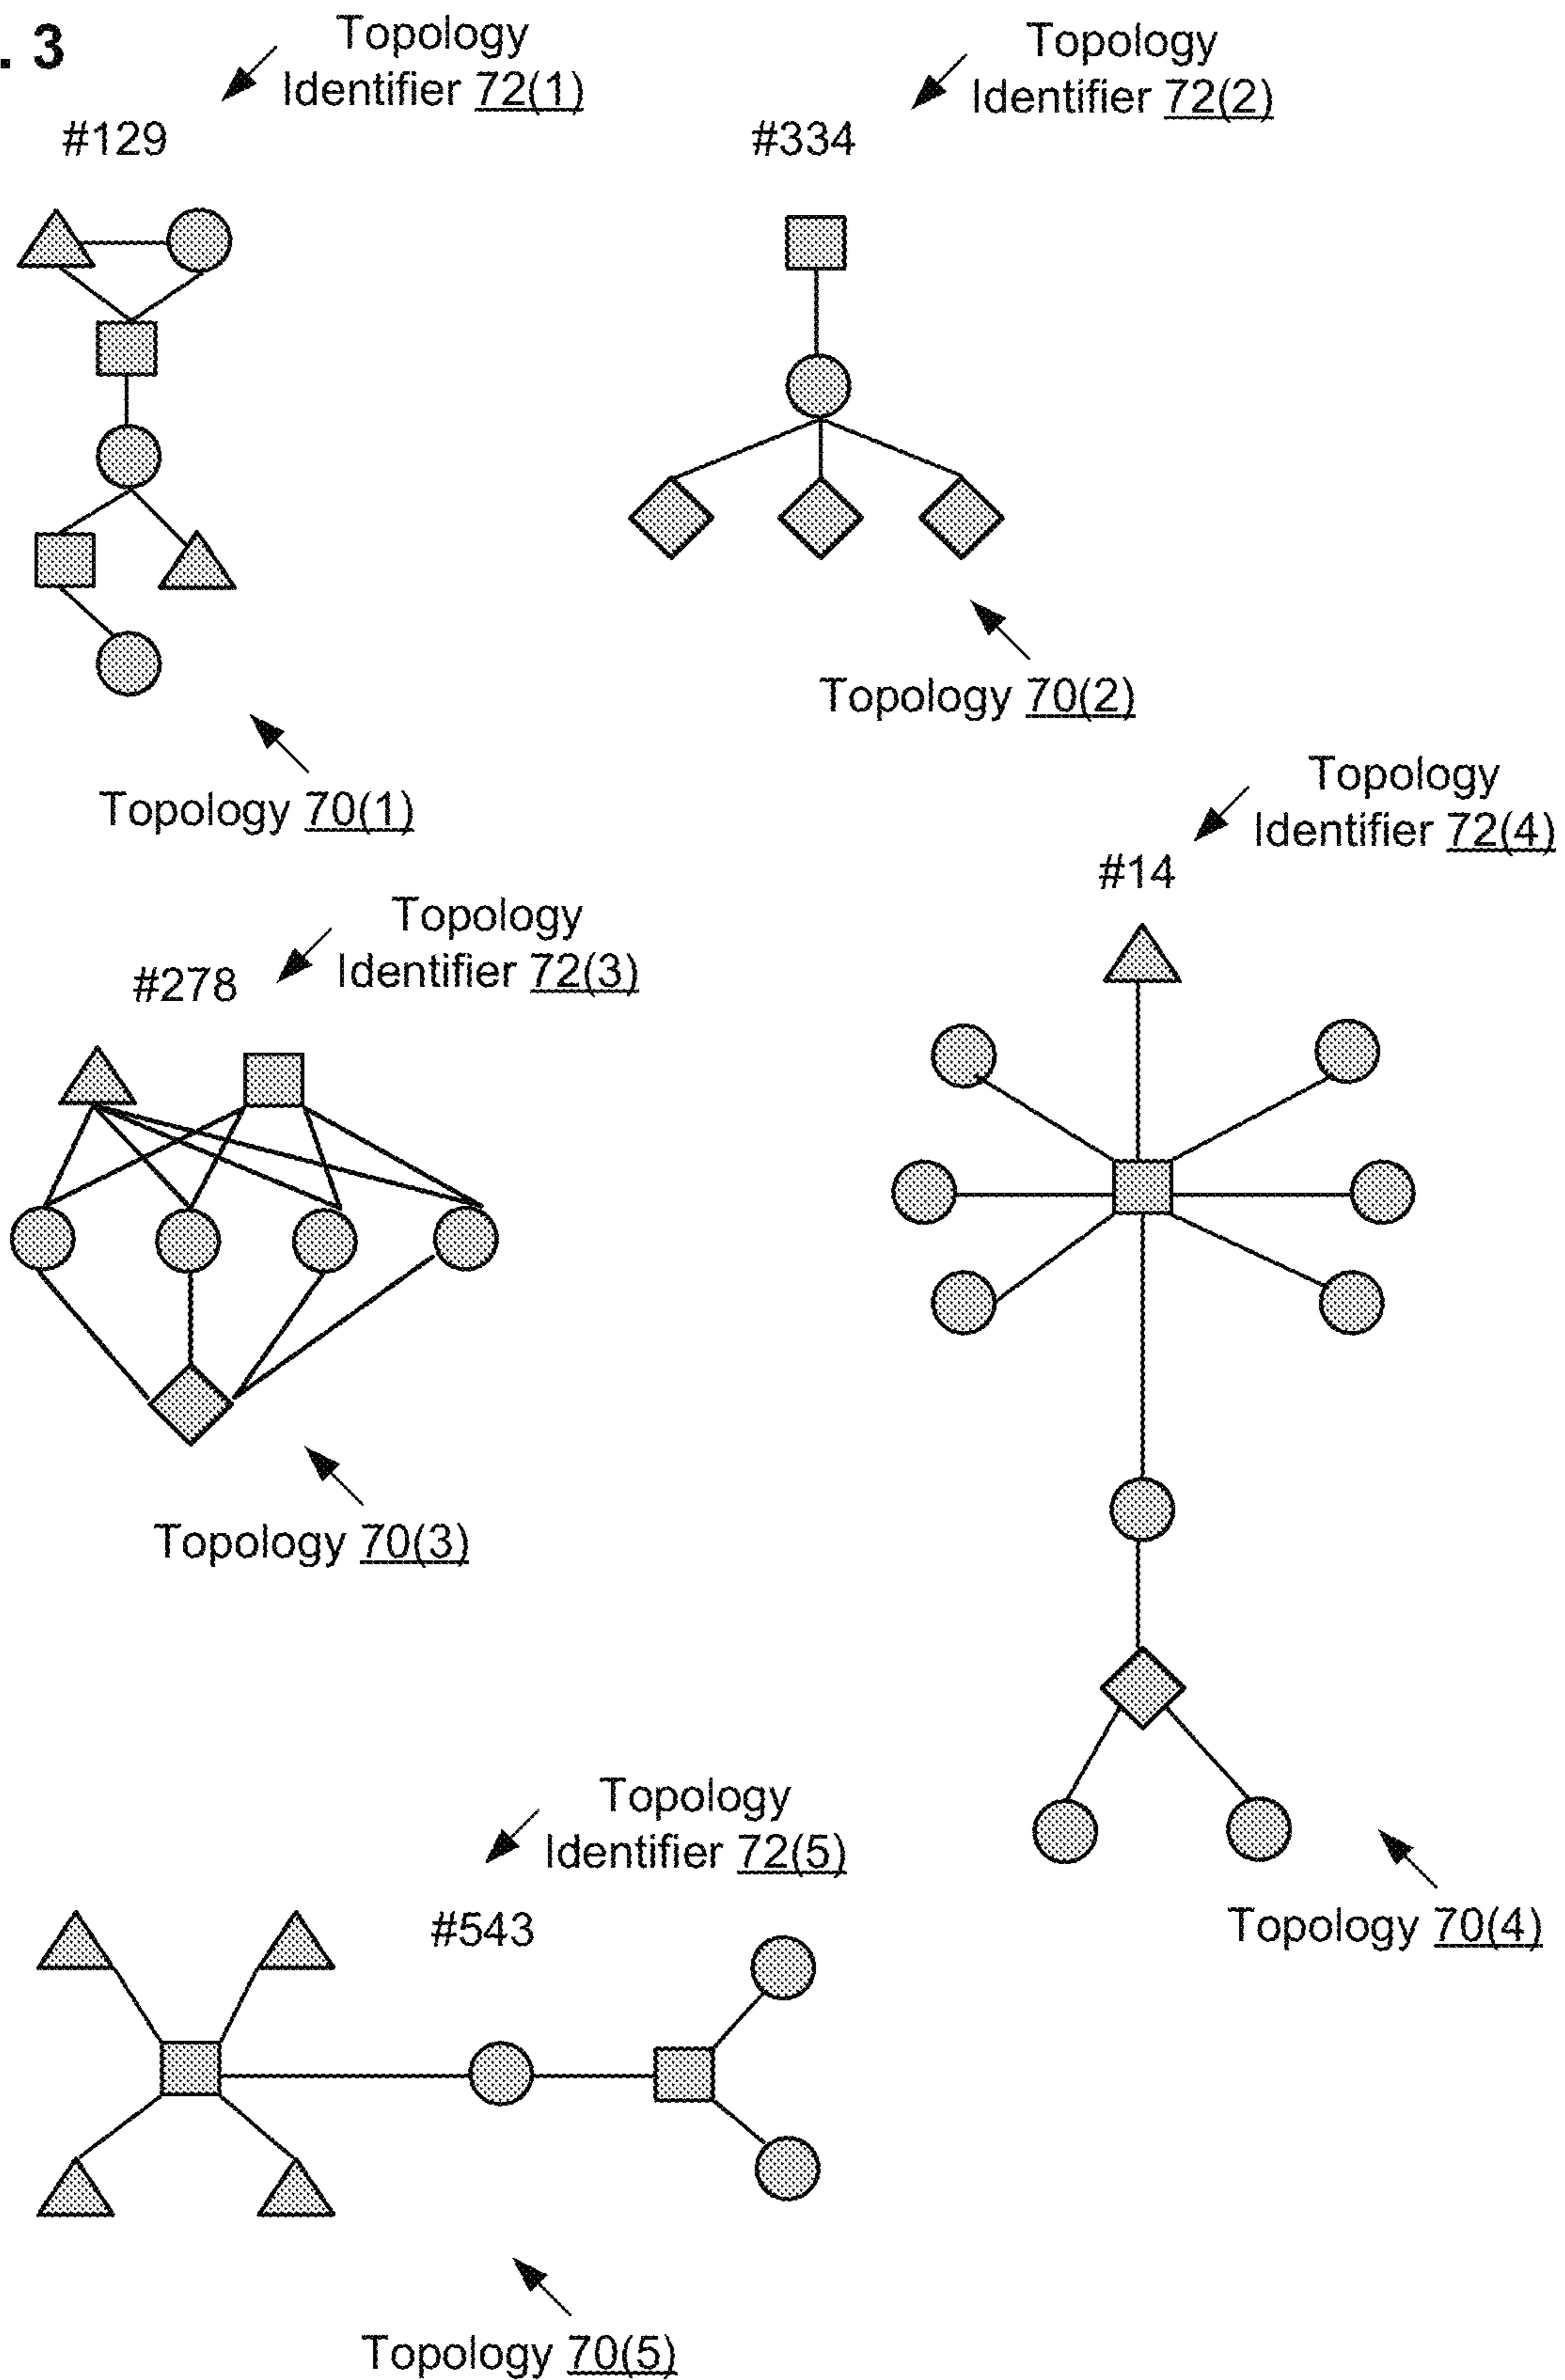 . 3
Topology
Identifier 72(1)
#129
Topology
Identifier 72(2)
#334
Topology 70(2)
Topology 70(1)
Topology
Identifier 72(4)
#14
Topology
Identifier 72(3)
#278
Topology 70(3)
Topology
Identifier 72(5)
#543
Topology 70(4)
Topology 70(5)